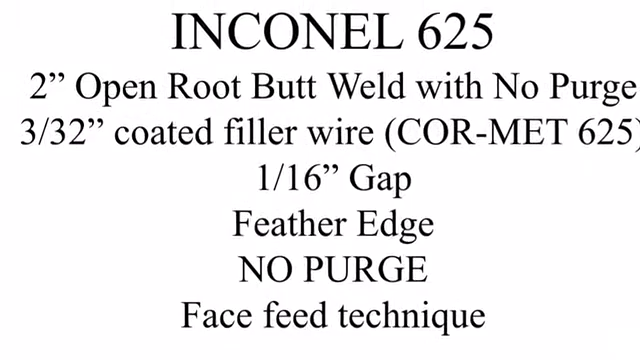 INCONEL 625
2” Open Root Butt Weld with No Purge
3/32” coated filler wire (COR-MET 625)
1/16” Gap
Feather Edge
NO PURGE
Face feed technique